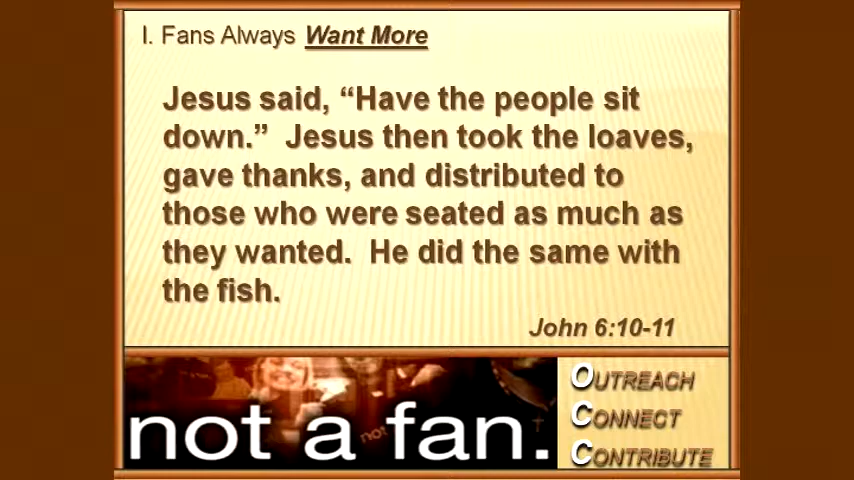 I. Fans Always Want More
Jesus said, “Have the people sit
down.”  Jesus then took the loaves,
gave thanks, and distributed to
those who were seated as much as
they wanted.  He did the same with
the fish.
John 6:10-11
not a fan.
not
OUTREACH
CONNECT
CONTRIBUTE